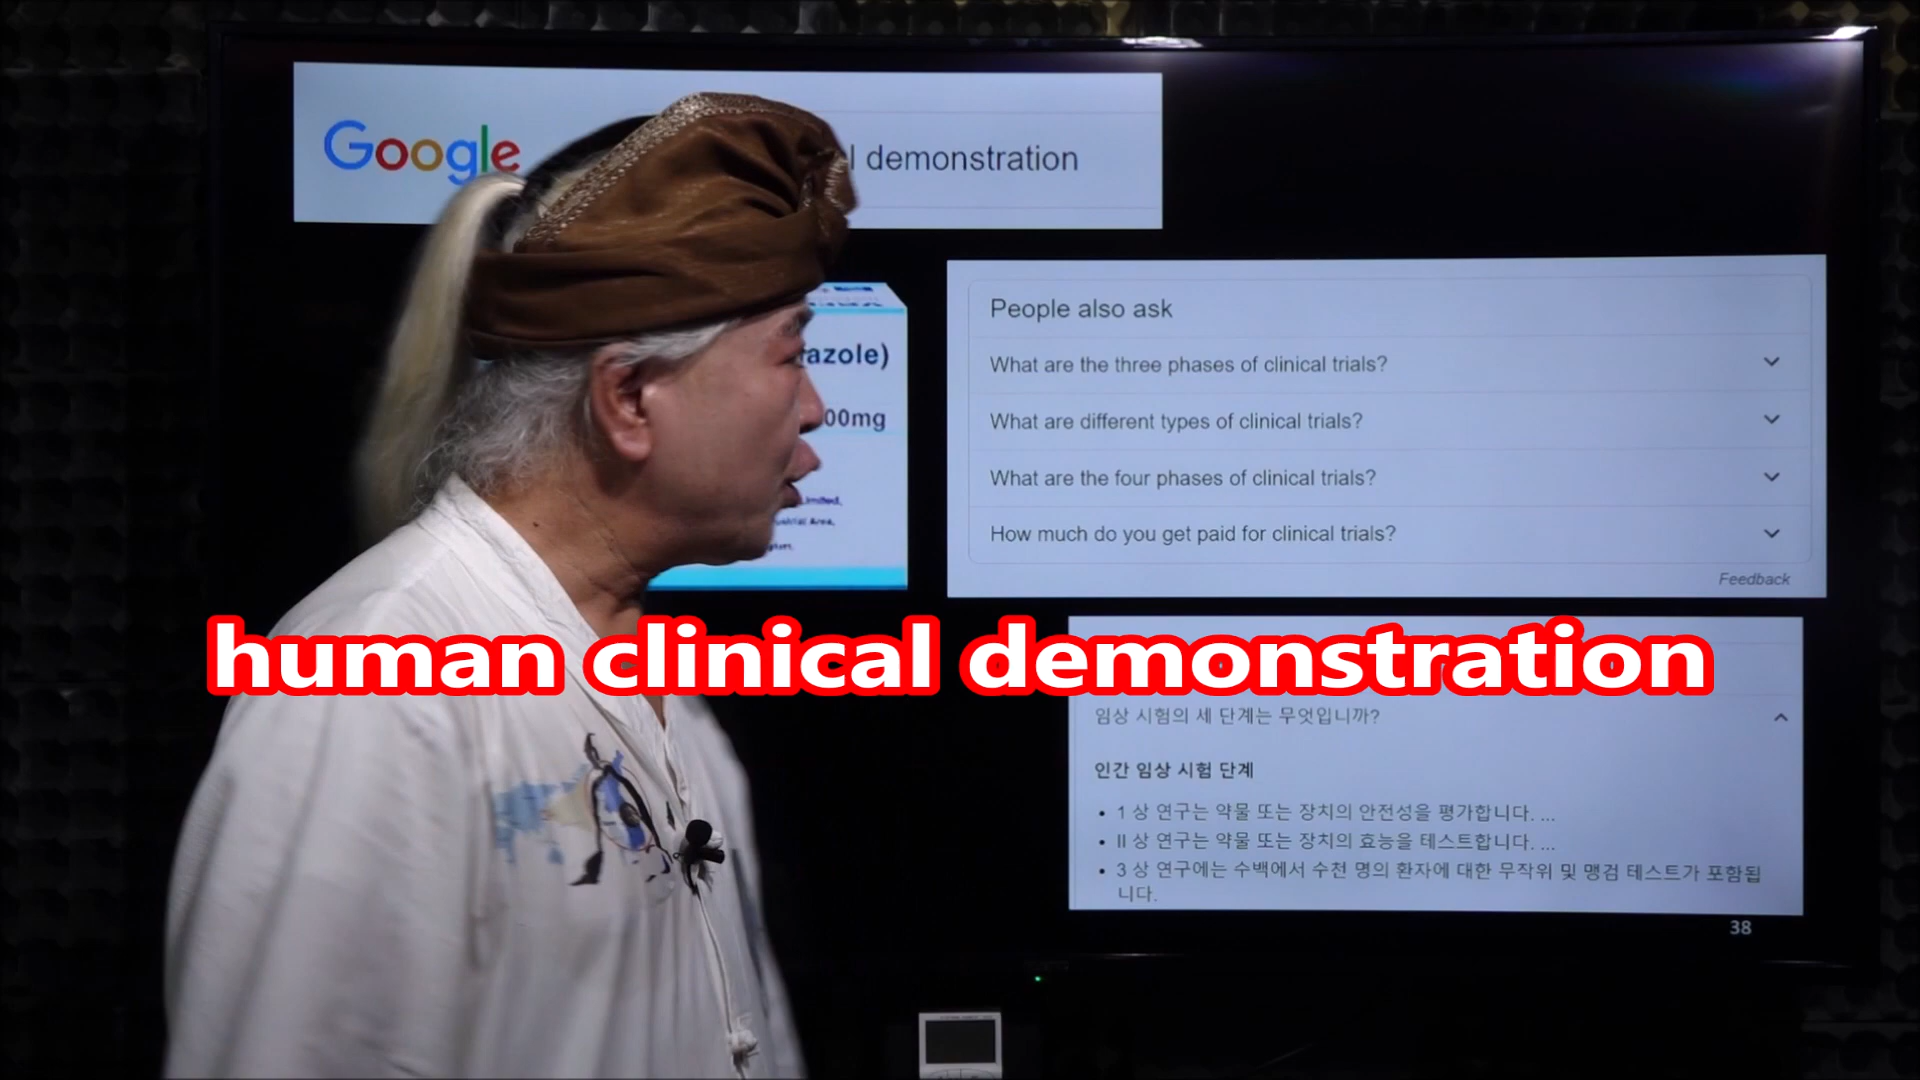 Google
l demonstration
azole)
00mg
Limited,
People also ask
What are the three phases of clinical trials?
What are different types of clinical trials?
What are the four phases of clinical trials?
How much do you get paid for clinical trials?
Feedback
human clinical demonstration
임상 시험의 세 단계는 무엇입니까?
인간 임상 시험 단계
• 1 상 연구는 약물 또는 장치의 안전성을 평가합니다. ...
• II 상 연구는 약물 또는 장치의 효능을 테스트합니다. ...
• 3 상 연구에는 수백에서 수천 명의 환자에 대한 무작위 및 맹검 테스트가 포함됩
니다.
38